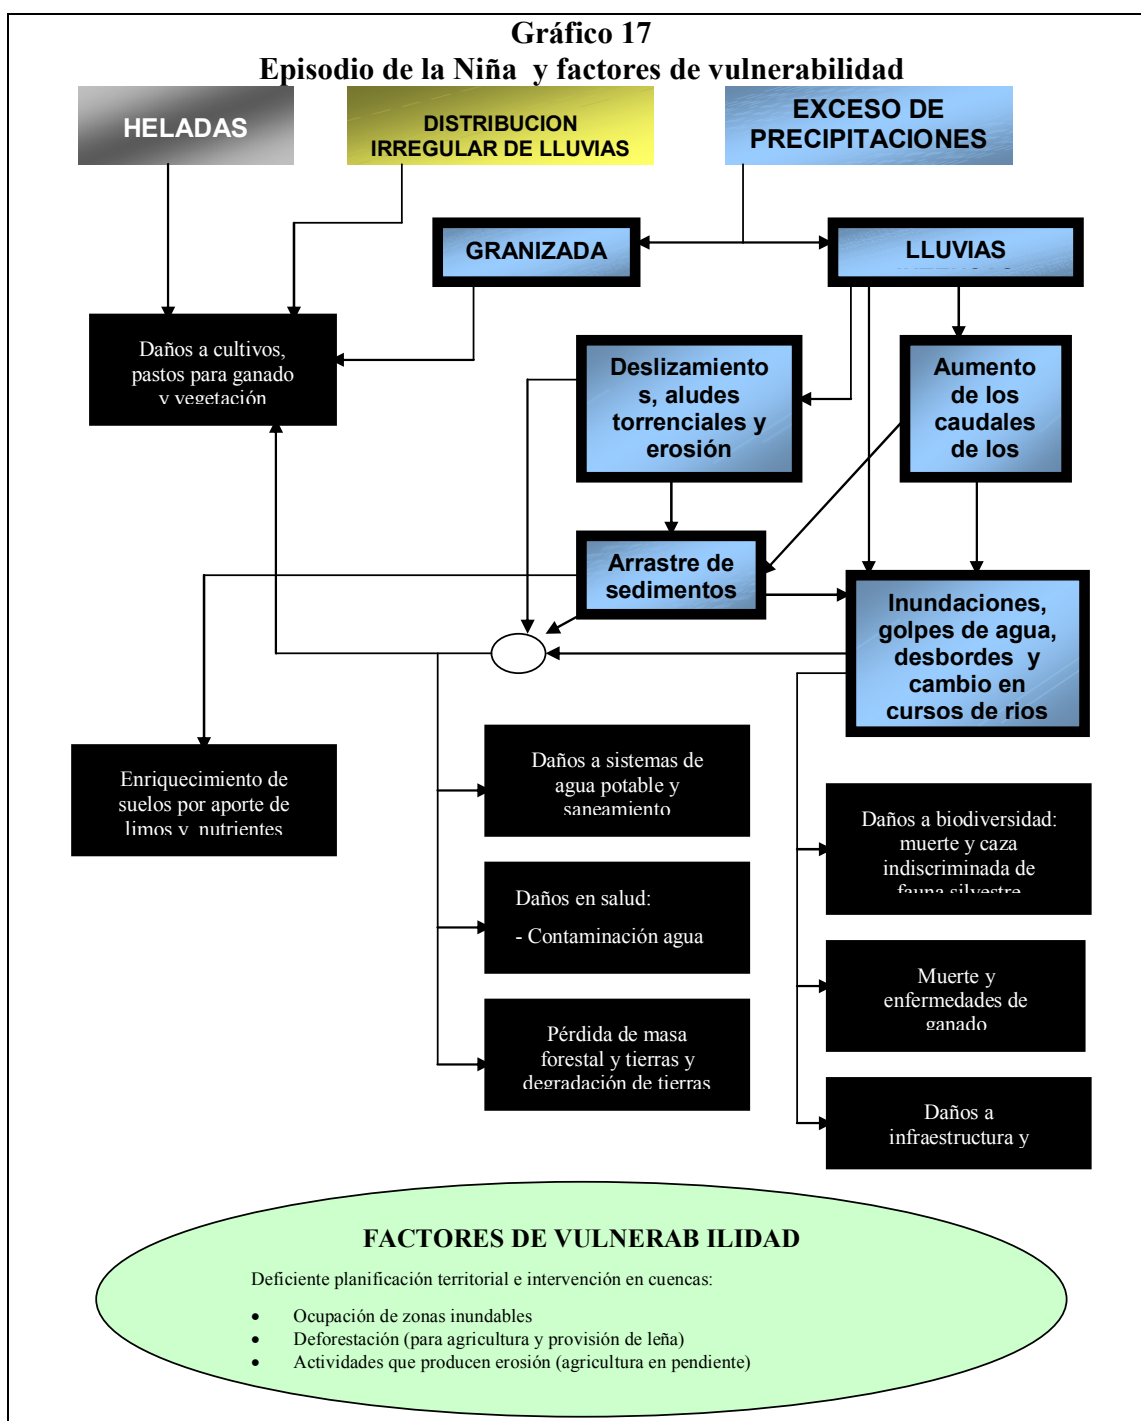 Gráfico 17
Episodio de la Niña y factores de vulnerabilidad
HELADAS
DISTRIBUCION
IRREGULAR DE LLUVIAS
EXCESO DE
PRECIPITACIONES
GRANIZADA
LLUVIAS
Daños a cultivos,
pastos para ganado
y vegetación
Deslizamiento
s, aludes
torrenciales y
erosión
Aumento
de los
caudales
de los
Arrastre de
sedimentos
Inundaciones,
golpes de agua,
desbordes y
cambio en
cursos de rios
Enriquecimiento de
suelos por aporte de
limos y nutrientes
Daños a sistemas de
agua potable y
saneamiento
Daños a biodiversidad:
muerte y caza
indiscriminada de
fauna silvestre
Daños en salud:
- Contaminación agua
Muerte y
enfermedades de
ganado
Pérdida de masa
forestal y tierras y
degradación de tierras
Daños a
infraestructura y
FACTORES DE VULNERAB ILIDAD
Deficiente planificación territorial e intervención en cuencas:
• Ocupación de zonas inundables
• Deforestación (para agricultura y provisión de leña)
• Actividades que producen erosión (agricultura en pendiente)